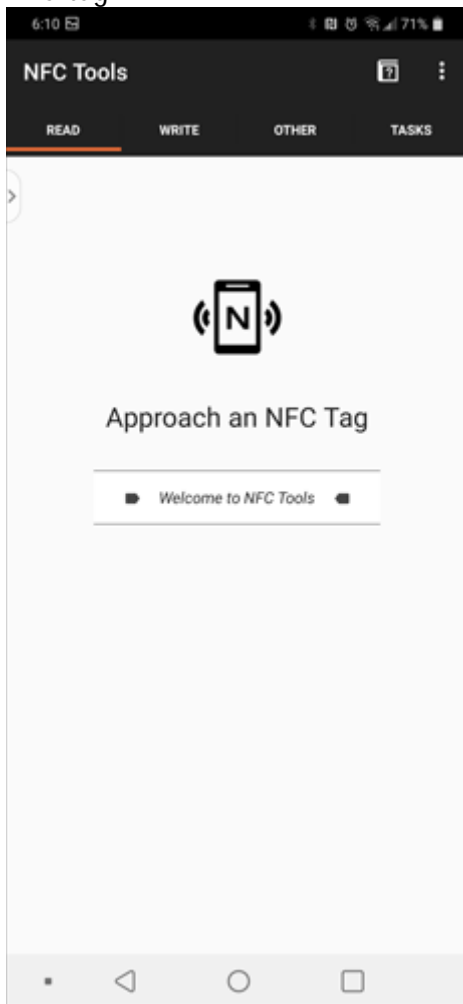 6:10
71%
NFC Tools
READ WRITE OTHER TASKS
N
Approach an NFC Tag
Welcome to NFC Tools